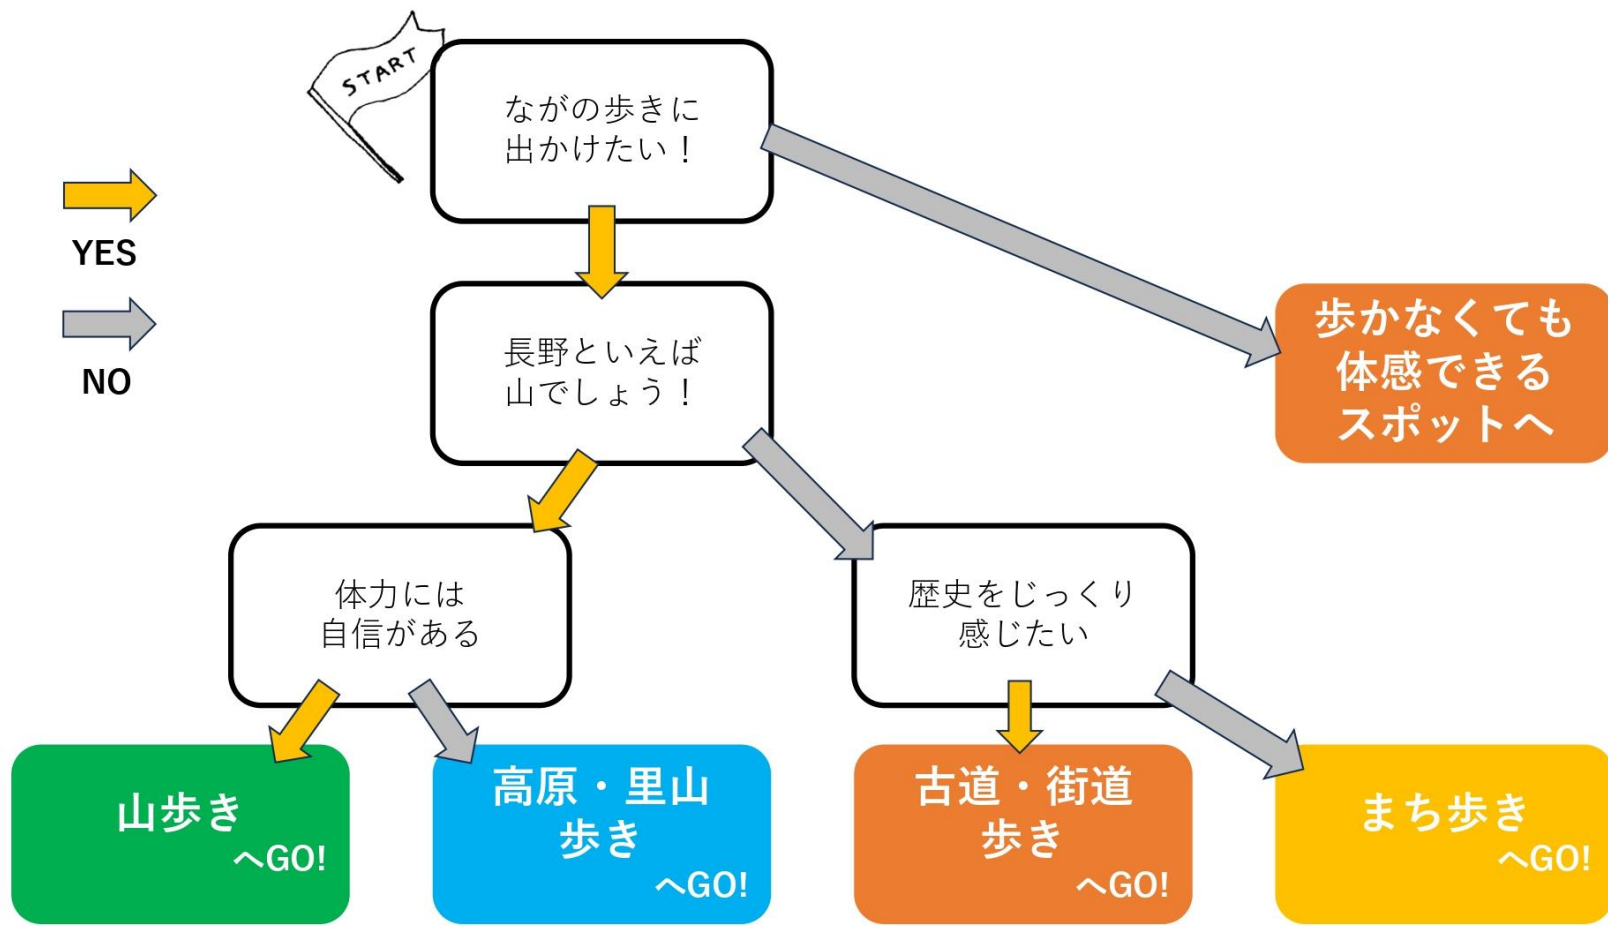 START
ながの歩きに
出かけたい！
YES
NO
長野といえば
山でしょう！
歩かなくても
体感できる
スポットへ
体力には
自信がある
歴史をじっくり
感じたい
山歩き
へGO!
高原・里山
歩き
へGO!
古道・街道
歩き
へGO!
まち歩き
へGO!